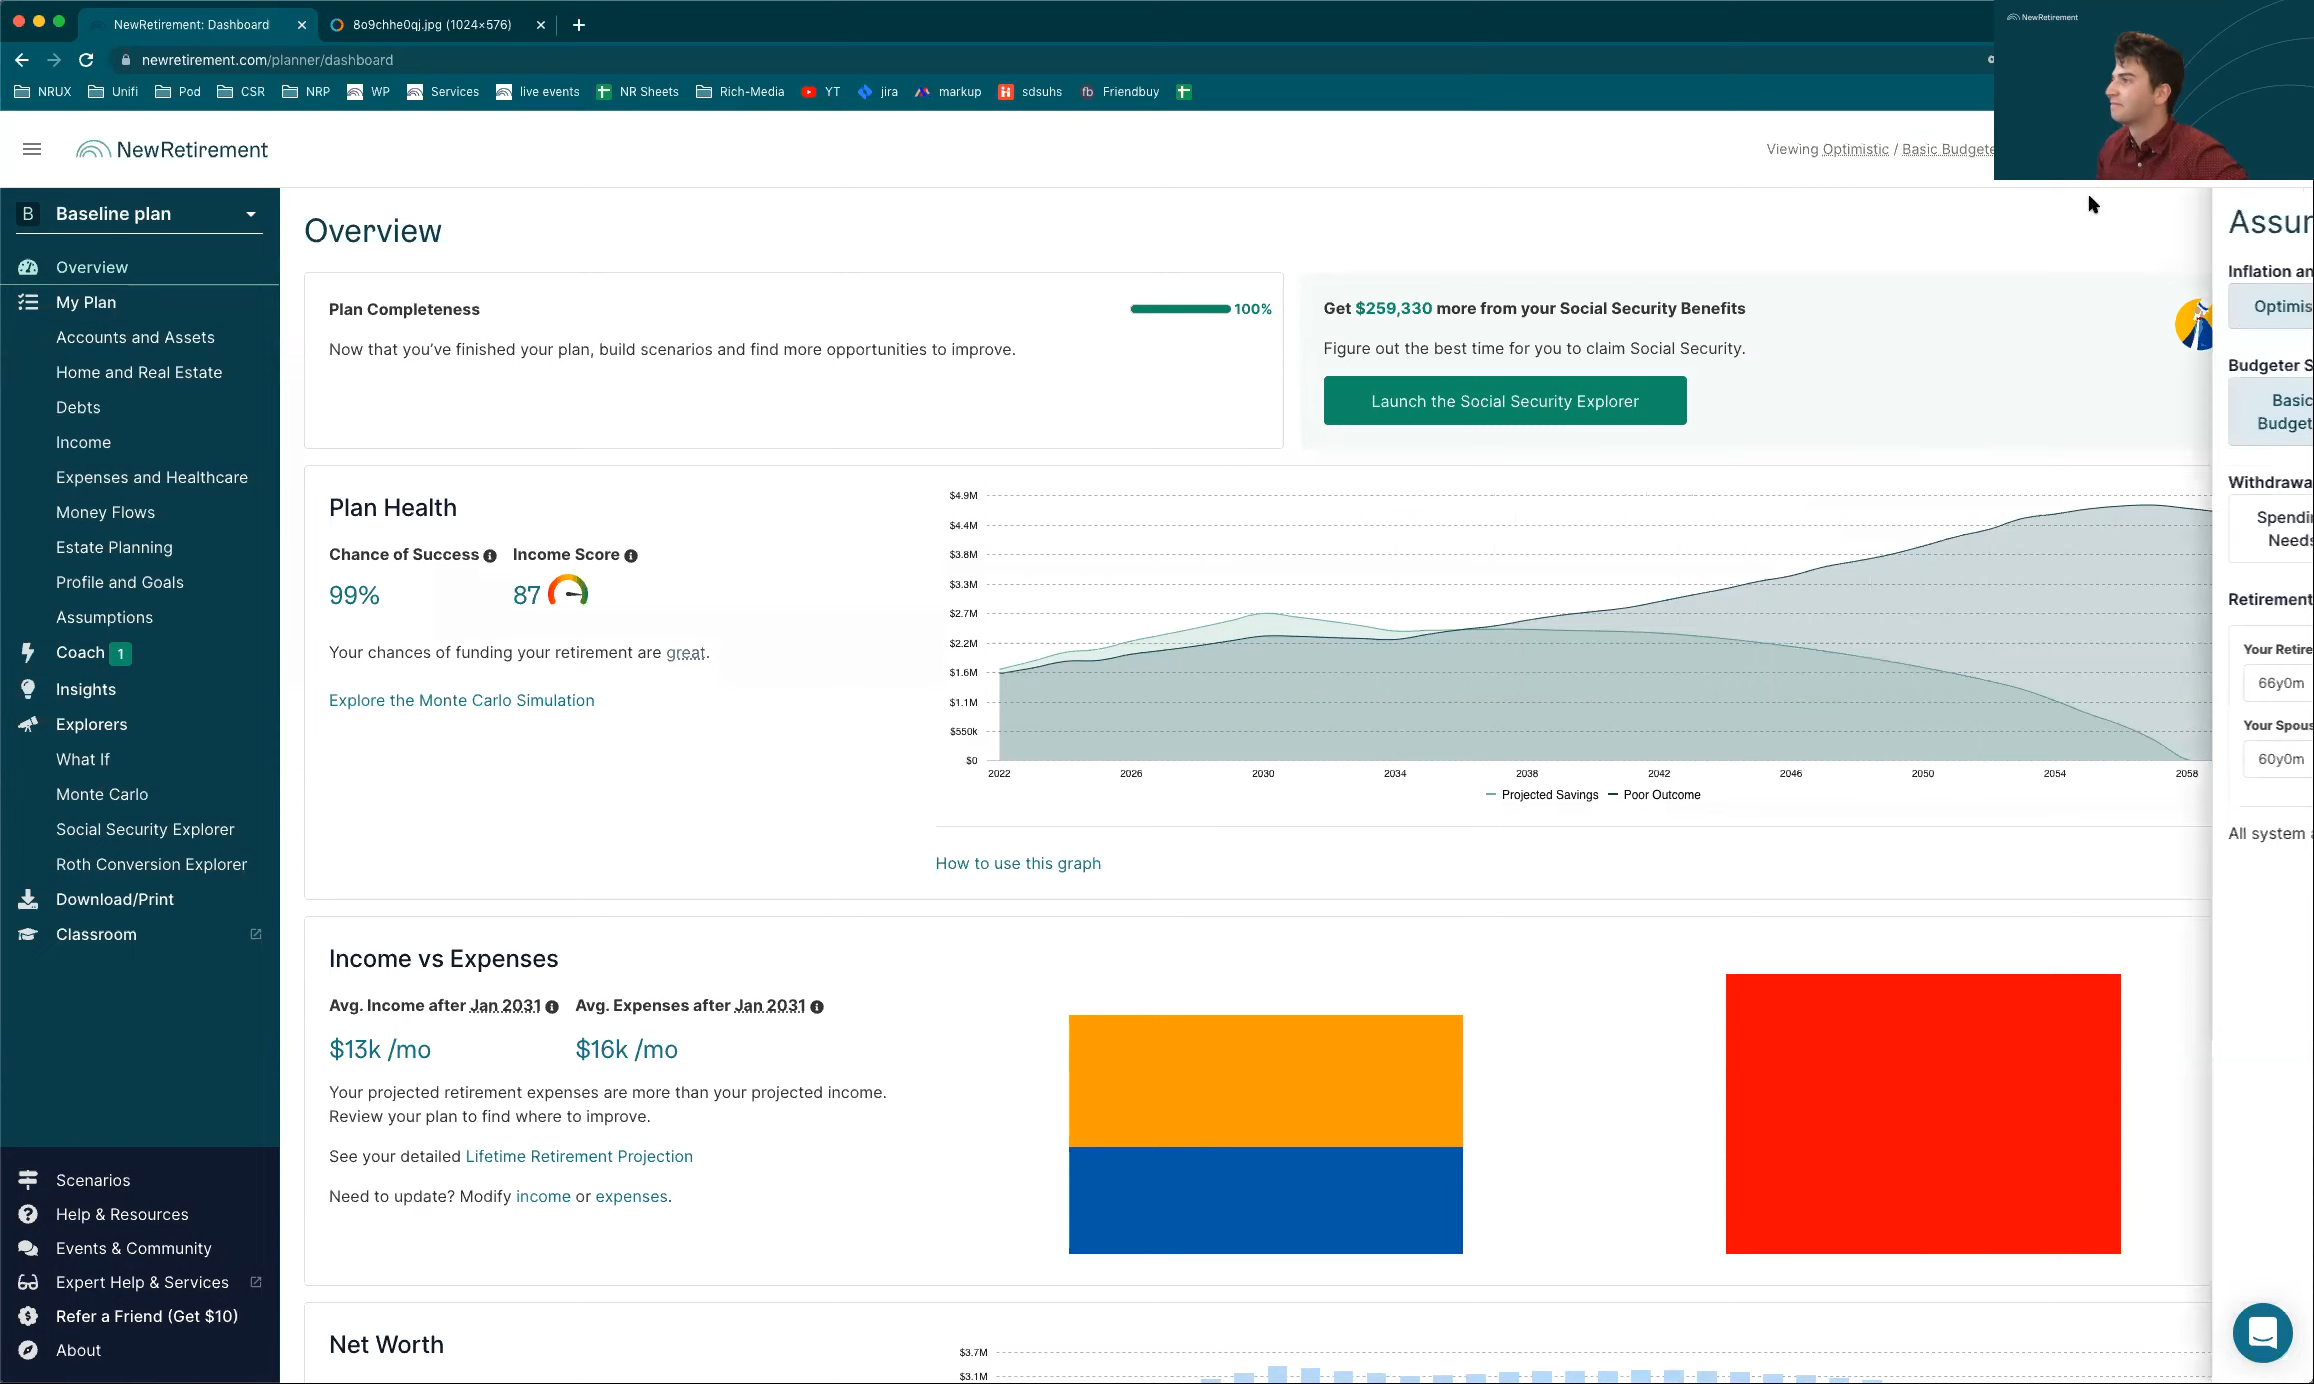 NewRetirement: Dashboard
8o9chhe0qj.jpg (1024×576)
newretirement.com/planner/dashboard
NRUX
Unifi
Pod
CSR
NRP
WP
Services
live events
NR Sheets
Rich-Media
YT
jira
markup
sdsuhs
fb Friendbuy
NewRetirement
NewRetirement
Viewing Optimistic / Basic Budgete
B Baseline plan
Overview
My Plan
Accounts and Assets
Home and Real Estate
Debts
Income
Expenses and Healthcare
Money Flows
Estate Planning
Profile and Goals
Assumptions
Coach 1
Insights
Explorers
What If
Monte Carlo
Social Security Explorer
Roth Conversion Explorer
Download/Print
Classroom
Scenarios
Help & Resources
Events & Community
Expert Help & Services
Refer a Friend (Get $10)
About
Overview
Plan Completeness
100%
Now that you've finished your plan, build scenarios and find more opportunities to improve.
Get $259,330 more from your Social Security Benefits
Figure out the best time for you to claim Social Security.
Launch the Social Security Explorer
Plan Health
Chance of Success
Income Score
99%
87
Your chances of funding your retirement are great.
Explore the Monte Carlo Simulation
$4.9M
$4.4M
$3.8M
$3.3M
$2.7M
$2.2M
$1.6M
$1.1M
$550k
$0
2022 2026 2030 2034 2038 2042 2046 2050 2054 2058
Projected Savings
Poor Outcome
How to use this graph
Income vs Expenses
Avg. Income after Jan 2031
Avg. Expenses after Jan 2031
$13k /mo
$16k /mo
Your projected retirement expenses are more than your projected income.
Review your plan to find where to improve.
See your detailed Lifetime Retirement Projection
Need to update? Modify income or expenses.
Net Worth
$3.7M
$3.1M
Assur
Inflation an
Optimis
Budgeter S
Basic
Budget
Withdrawa
Spendin
Needs
Retirement
Your Retire
66y0m
Your Spous
60y0m
All system a